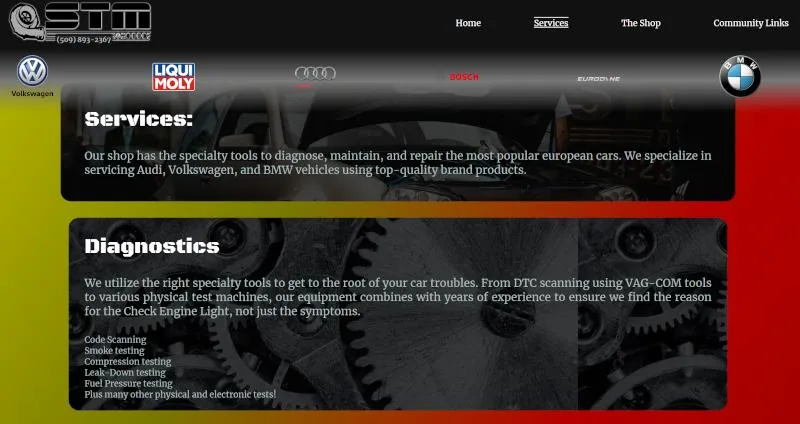 STM
(509) 893-2367
Home
Services
The Shop
Community Links
Volkswagen
LIQUI
MOLY
BOSCH
BMW
Services:
Our shop has the specialty tools to diagnose, maintain, and repair the most popular european cars. We specialize in
servicing Audi, Volkswagen, and BMW vehicles using top-quality brand products.
Diagnostics
We utilize the right specialty tools to get to the root of your car troubles. From DTC scanning using VAG-COM tools
to various physical test machines, our equipment combines with years of experience to ensure we find the reason
for the Check Engine Light, not just the symptoms.
Code Scanning
Smoke testing
Compression testing
Leak-Down testing
Fuel Pressure testing
Plus many other physical and electronic tests!